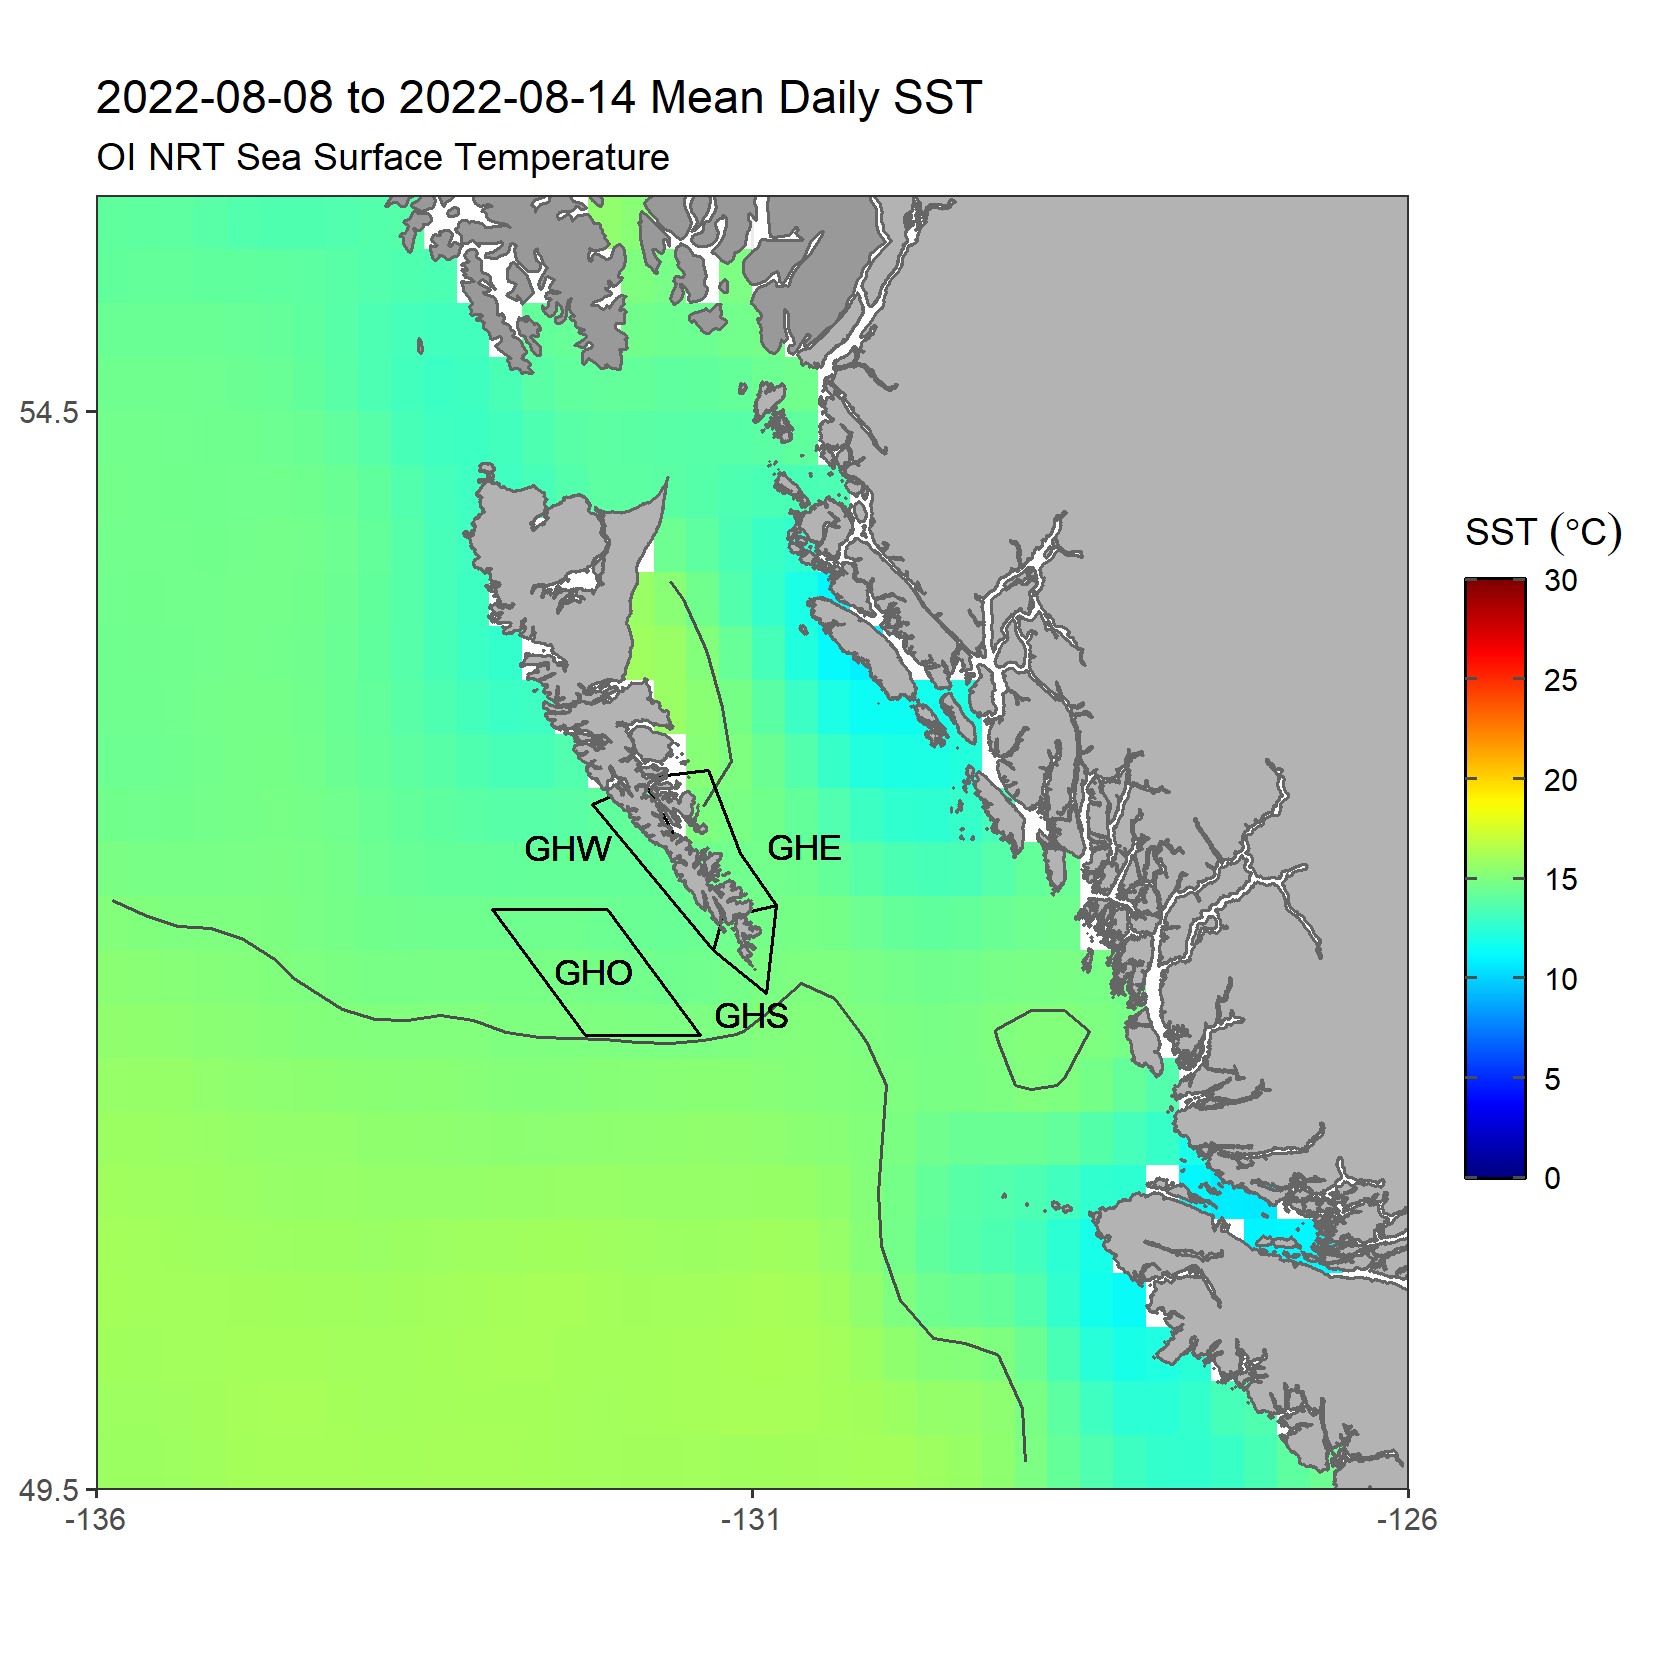 2022-08-08 to 2022-08-14 Mean Daily SST
OI NRT Sea Surface Temperature
54.5
49.5
-136
-131
-126
GHW
GHE
GHO
GHS
SST (°C)
30
25
20
15
10
5
0